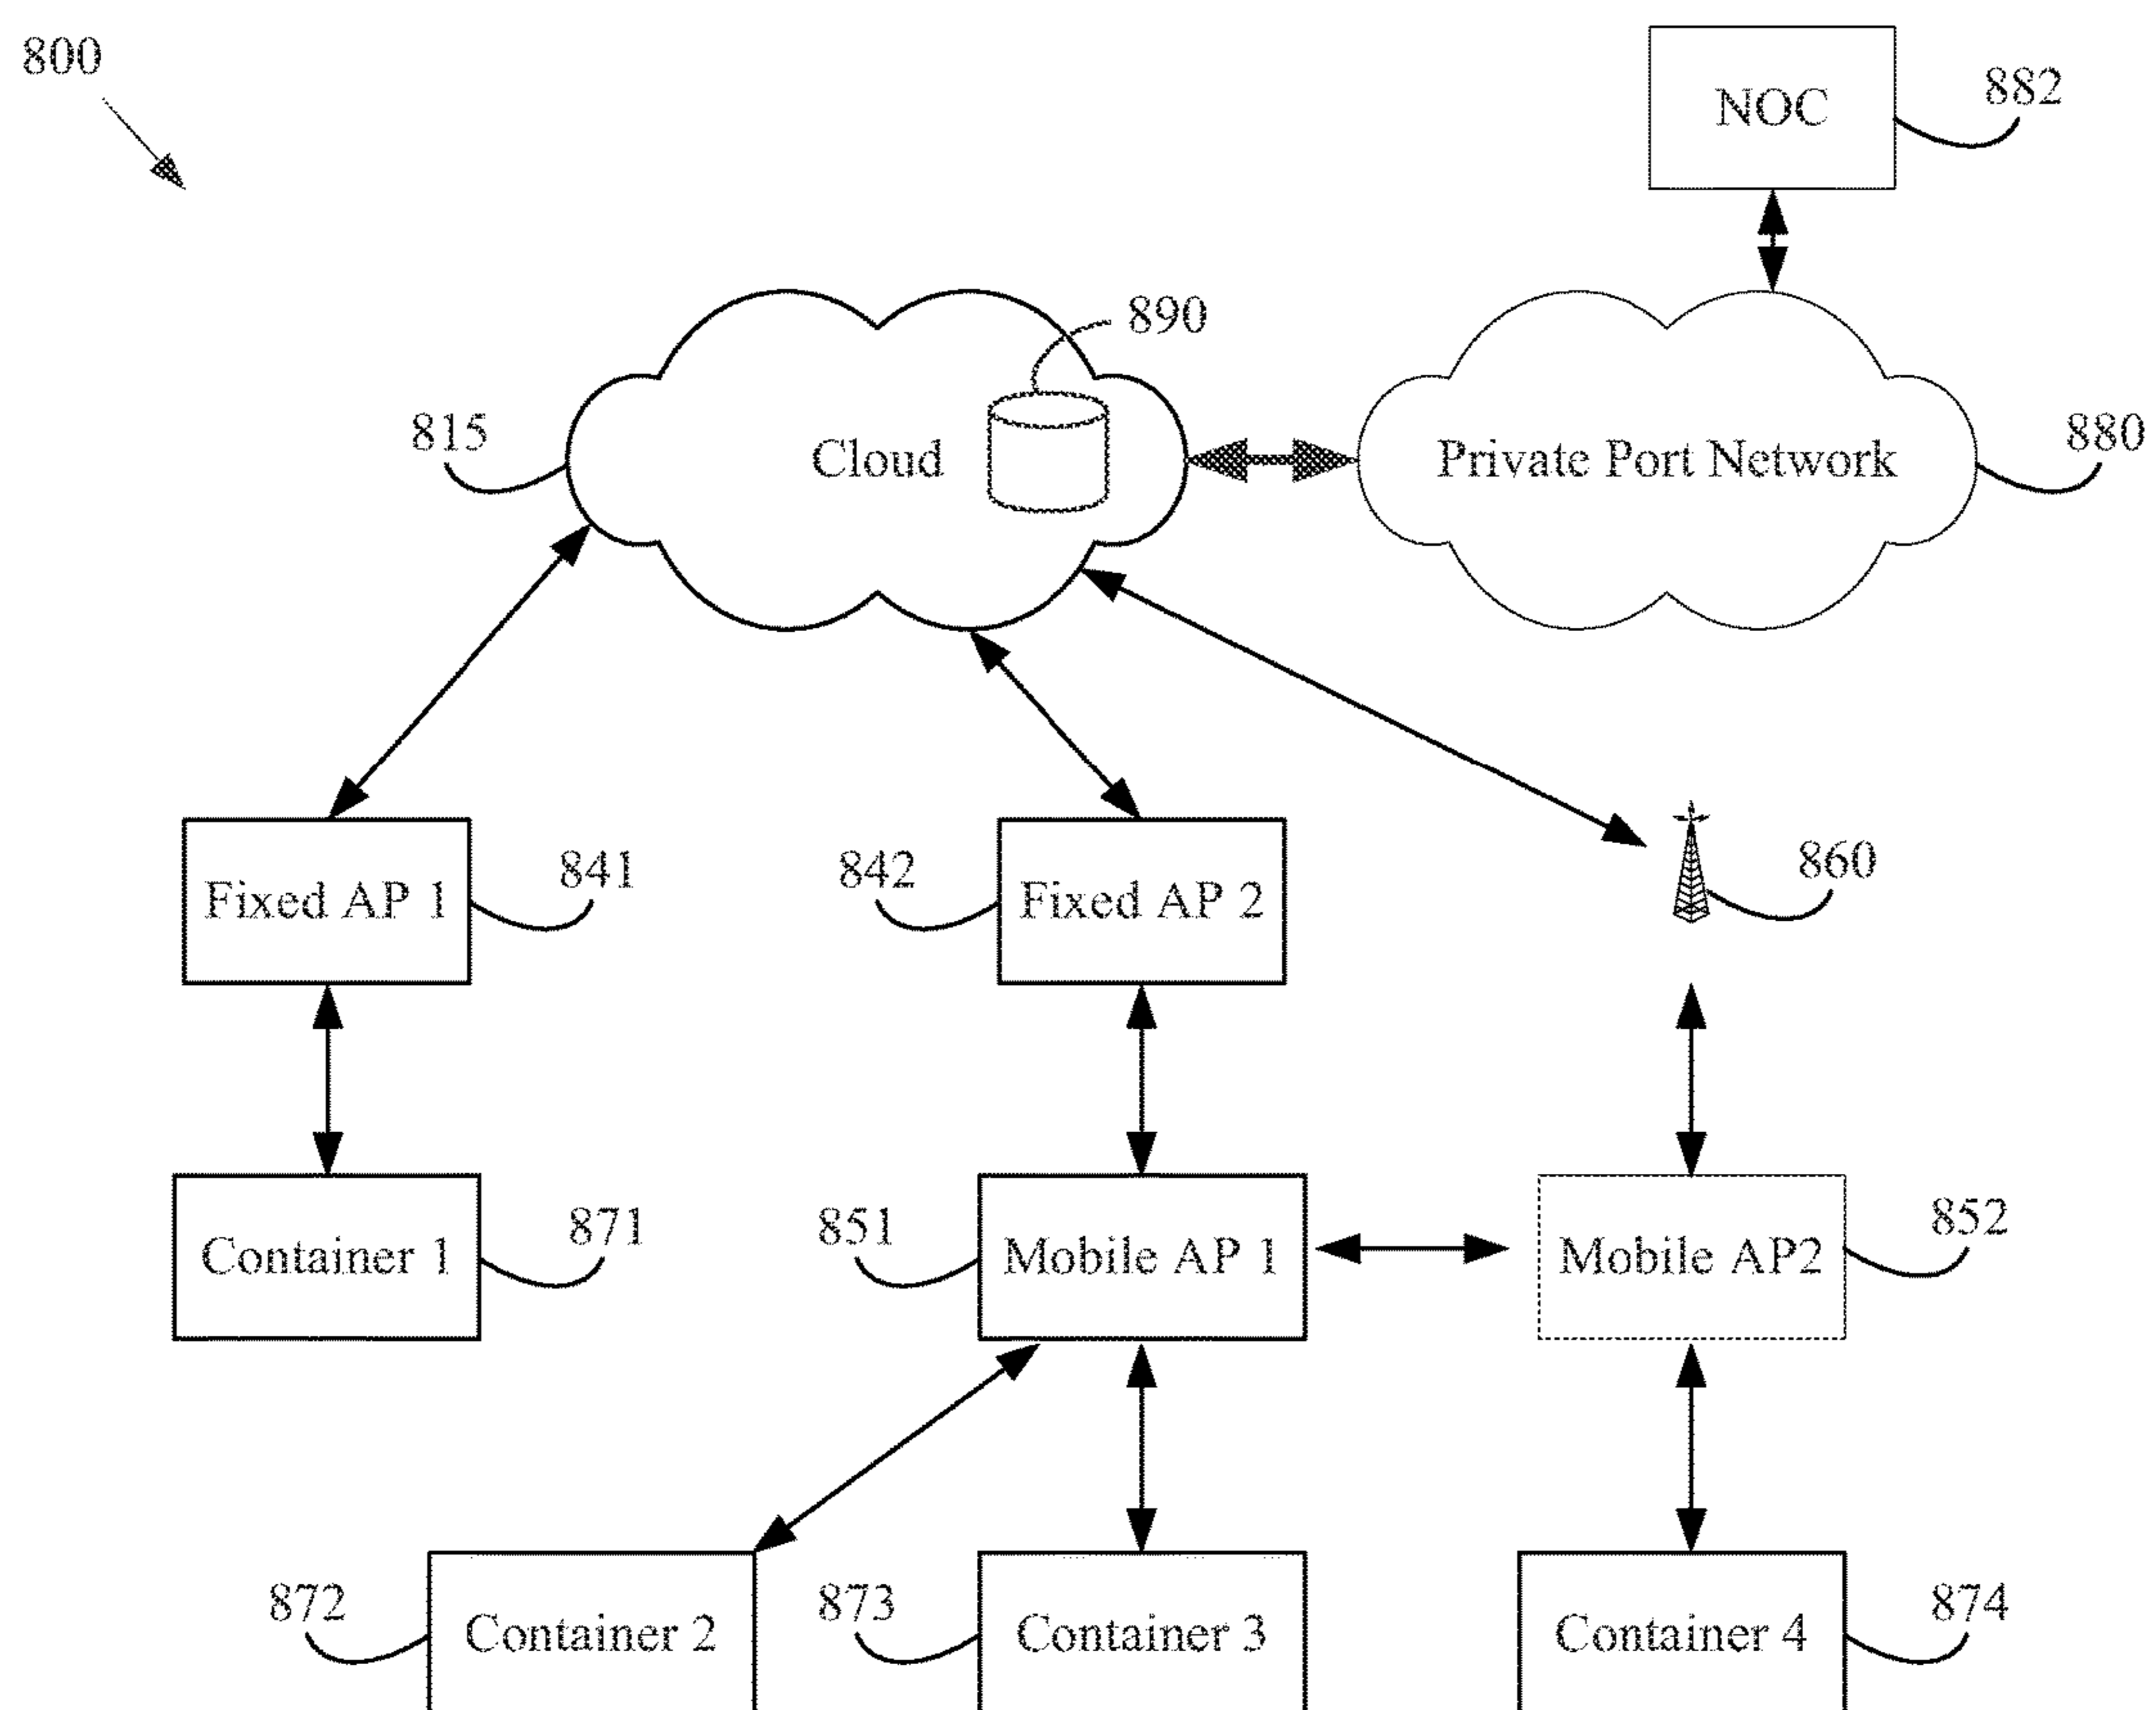 800
NOC
882
890
815
Cloud
Private Port Network
880
Fixed AP 1
841
842
Fixed AP 2
860
Container 1
871
851
Mobile AP 1
Mobile AP2
852
872
Container 2
873
Container 3
Container 4
874